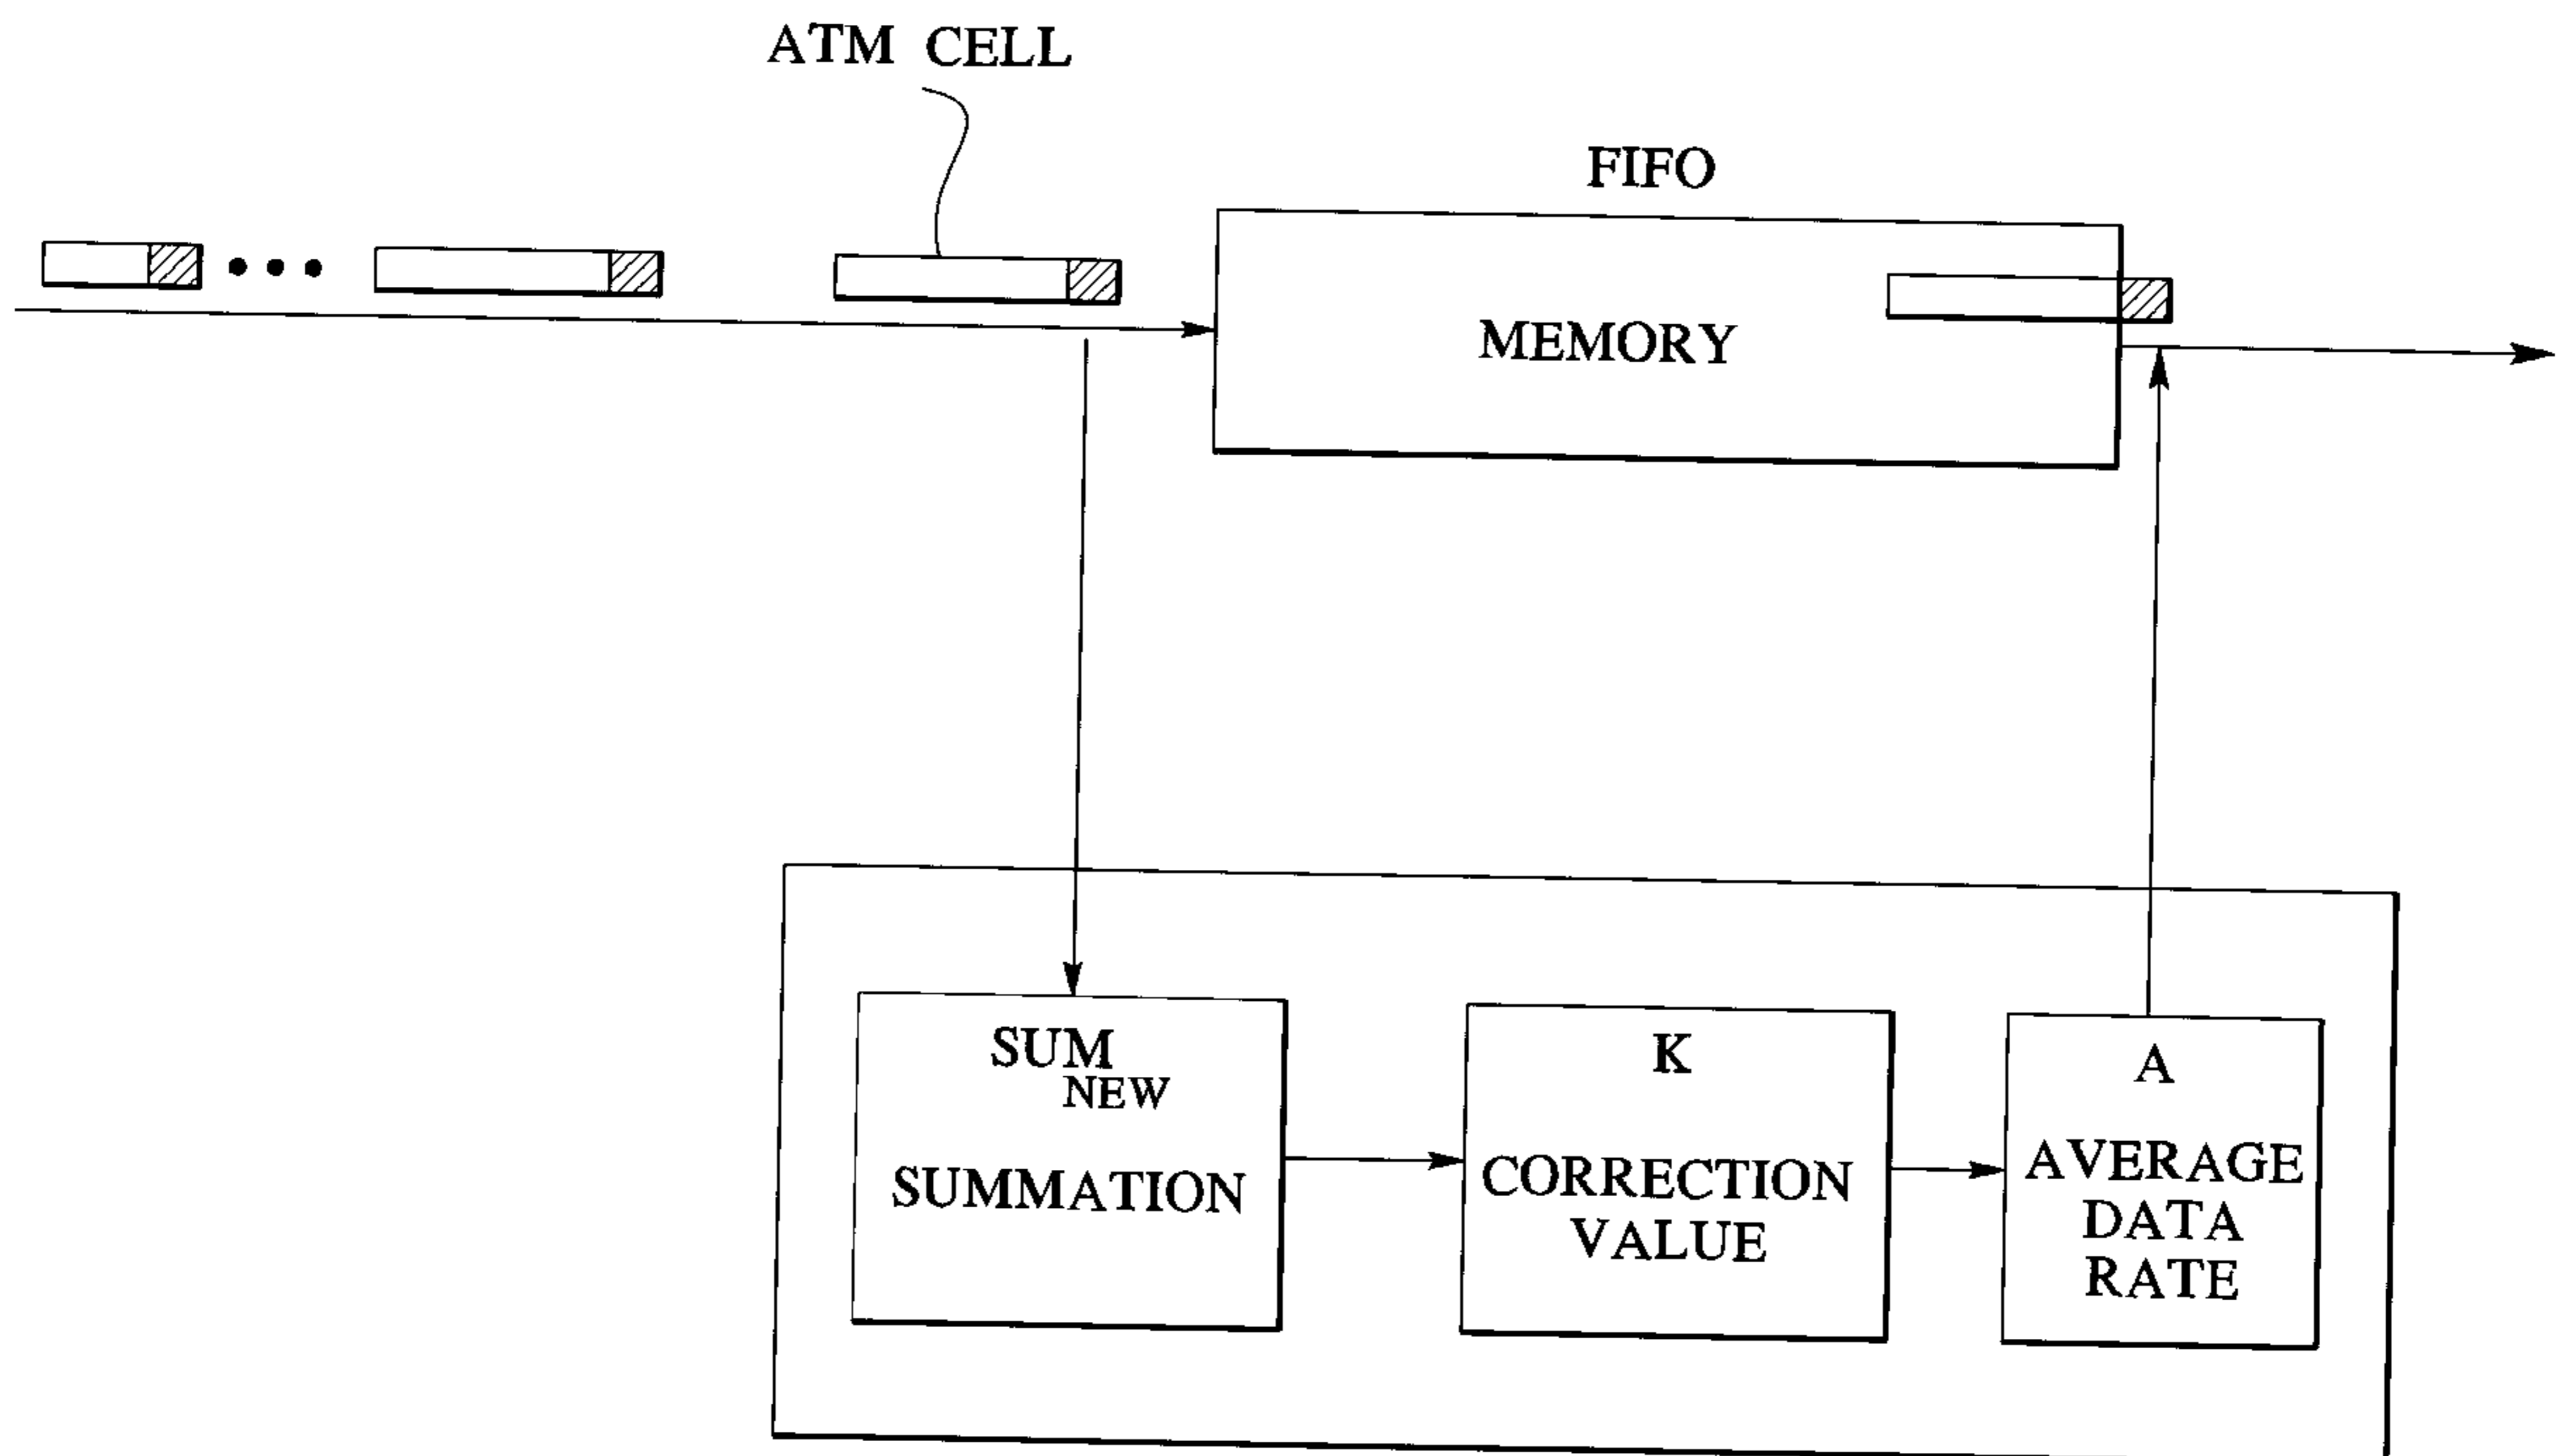 ATM CELL
FIFO
MEMORY
SUM NEW
SUMMATION
K
CORRECTION
VALUE
A
AVERAGE
DATA
RATE